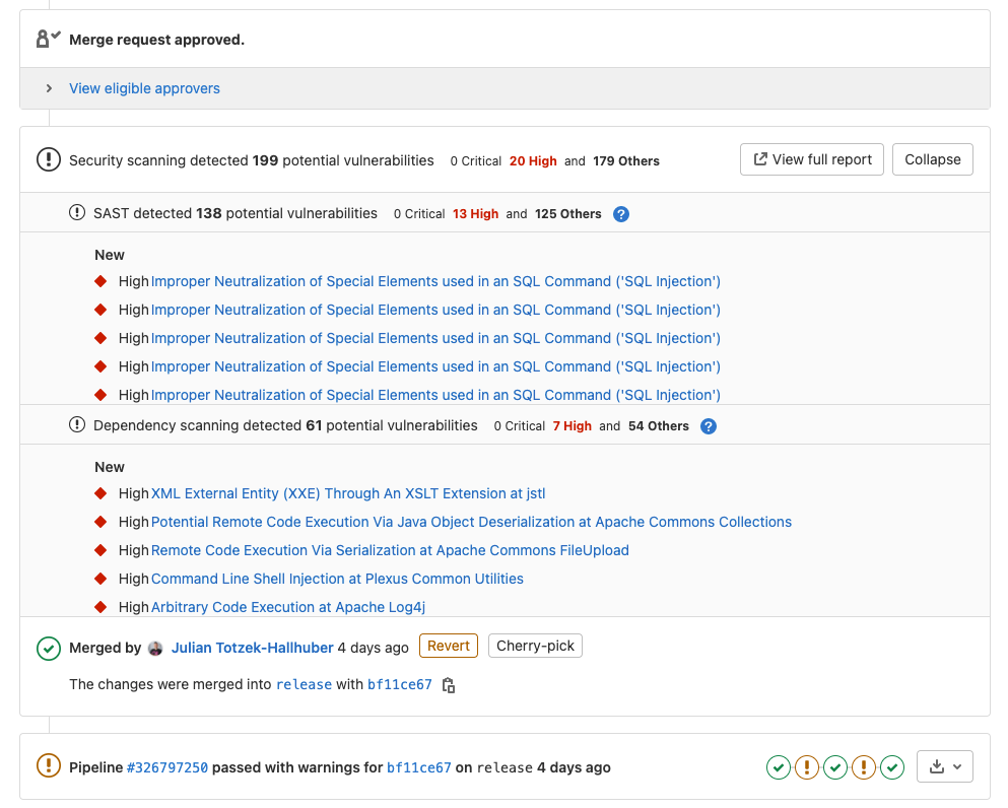 Merge request approved.
View eligible approvers
Security scanning detected 199 potential vulnerabilities 0 Critical 20 High and 179 Others View full report Collapse
SAST detected 138 potential vulnerabilities 0 Critical 13 High and 125 Others ?
New
High Improper Neutralization of Special Elements used in an SQL Command ('SQL Injection')
High Improper Neutralization of Special Elements used in an SQL Command ('SQL Injection')
High Improper Neutralization of Special Elements used in an SQL Command ('SQL Injection')
High Improper Neutralization of Special Elements used in an SQL Command ('SQL Injection')
High Improper Neutralization of Special Elements used in an SQL Command ('SQL Injection')
Dependency scanning detected 61 potential vulnerabilities 0 Critical 7 High and 54 Others ?
New
High XML External Entity (XXE) Through An XSLT Extension at jstl
High Potential Remote Code Execution Via Java Object Deserialization at Apache Commons Collections
High Remote Code Execution Via Serialization at Apache Commons FileUpload
High Command Line Shell Injection at Plexus Common Utilities
High Arbitrary Code Execution at Apache Log4j
Merged by Julian Totzek-Hallhuber 4 days ago Revert Cherry-pick
The changes were merged into release with bf11ce67
Pipeline #326797250 passed with warnings for bf11ce67 on release 4 days ago